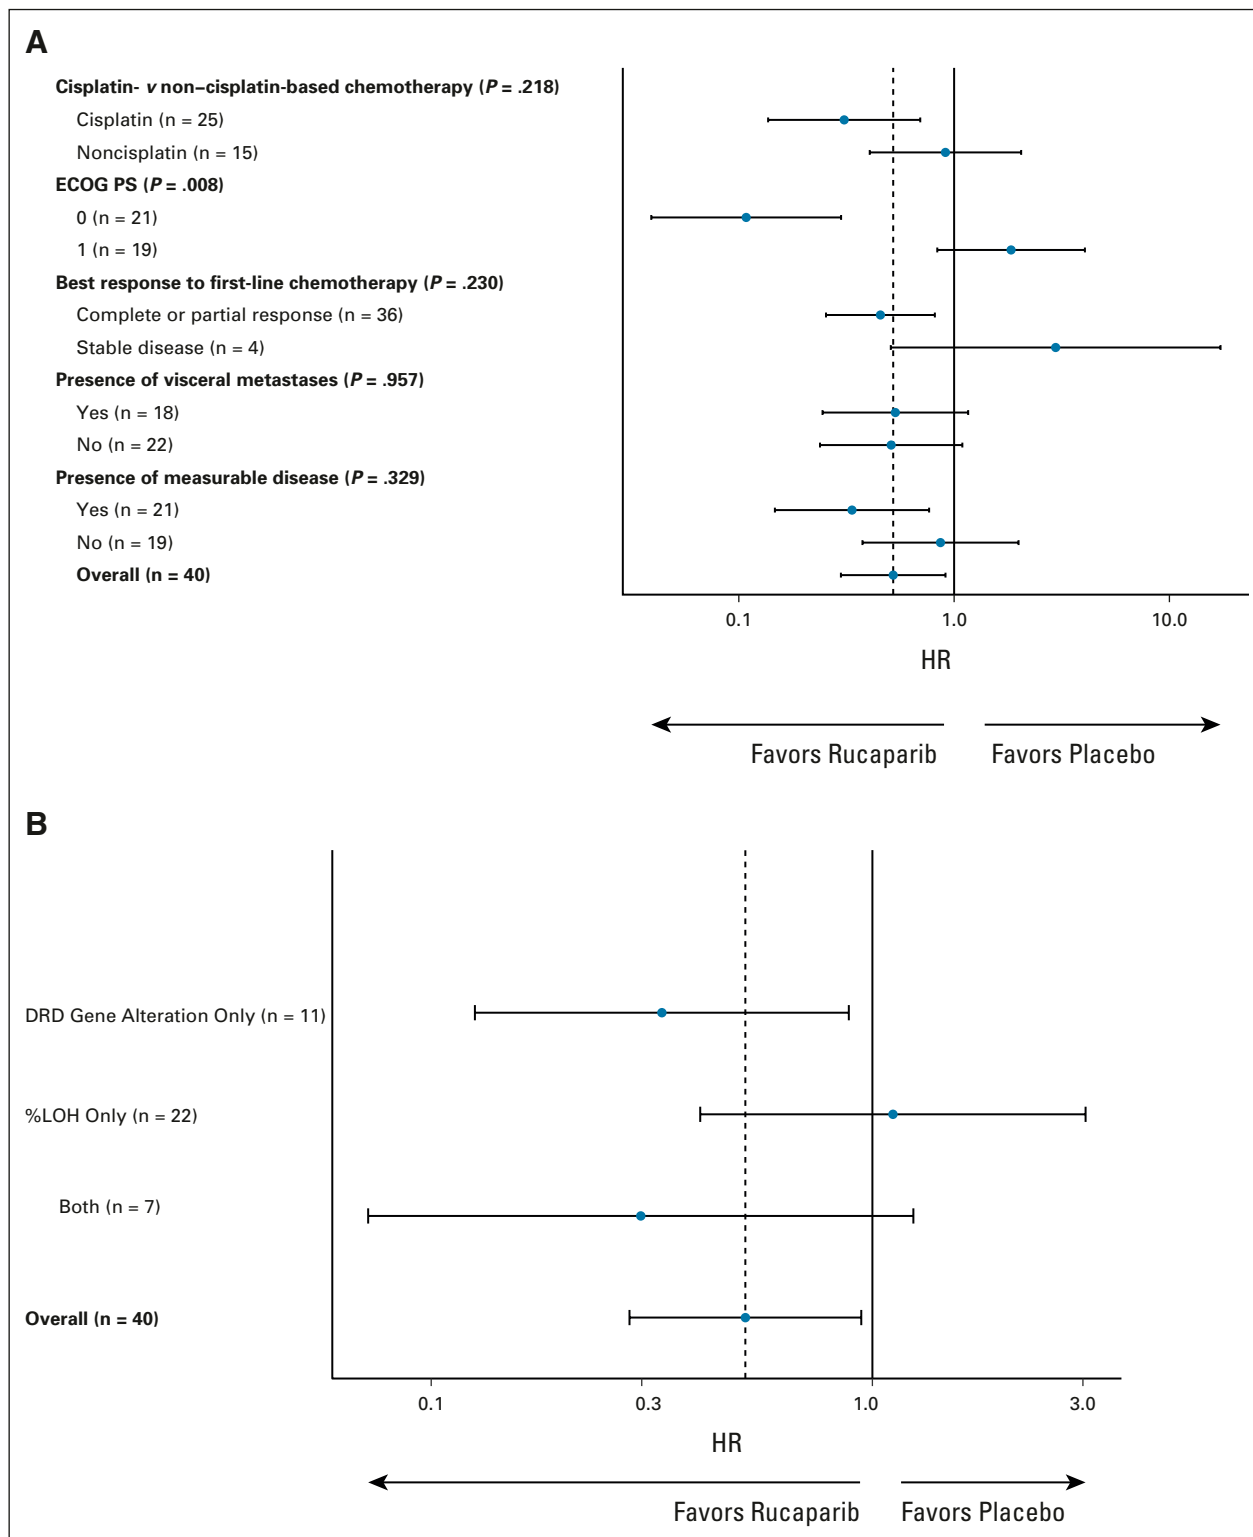 A
Cisplatin- v non–cisplatin-based chemotherapy (P = .218)
Cisplatin (n = 25)
Noncisplatin (n = 15)
ECOG PS (P = .008)
0 (n = 21)
1 (n = 19)
Best response to first-line chemotherapy (P = .230)
Complete or partial response (n = 36)
Stable disease (n = 4)
Presence of visceral metastases (P = .957)
Yes (n = 18)
No (n = 22)
Presence of measurable disease (P = .329)
Yes (n = 21)
No (n = 19)
Overall (n = 40)
0.1 1.0 10.0
HR
Favors Rucaparib Favors Placebo
B
DRD Gene Alteration Only (n = 11)
%LOH Only (n = 22)
Both (n = 7)
Overall (n = 40)
0.1 0.3 1.0 3.0
HR
Favors Rucaparib Favors Placebo